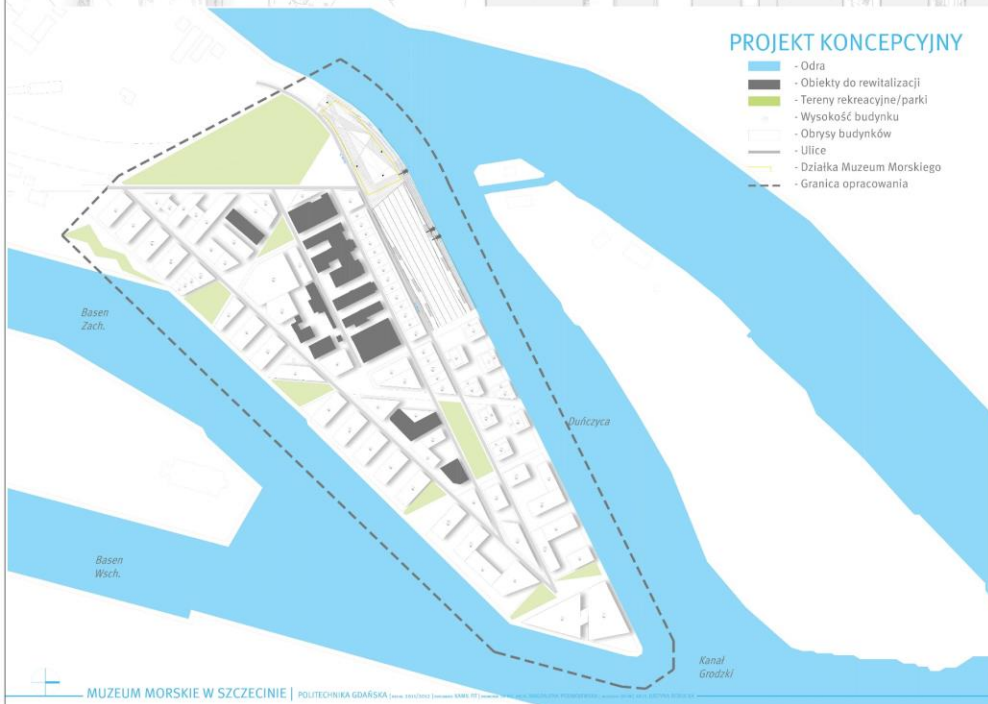 PROJEKT KONCEPCYJNY
- Odra
- Obiekty do rewitalizacji
- Tereny rekreacyjne/parki
- Wysokość budynku
- Obrysy budynków
- Ulice
- Działka Muzeum Morskiego
- Granica opracowania
Basen
Zach.
Duńczyca
Basen
Wsch.
Kanał
Grodzki
MUZEUM MORSKIE W SZCZECINIE | POLITECHNIKA GDAŃSKA